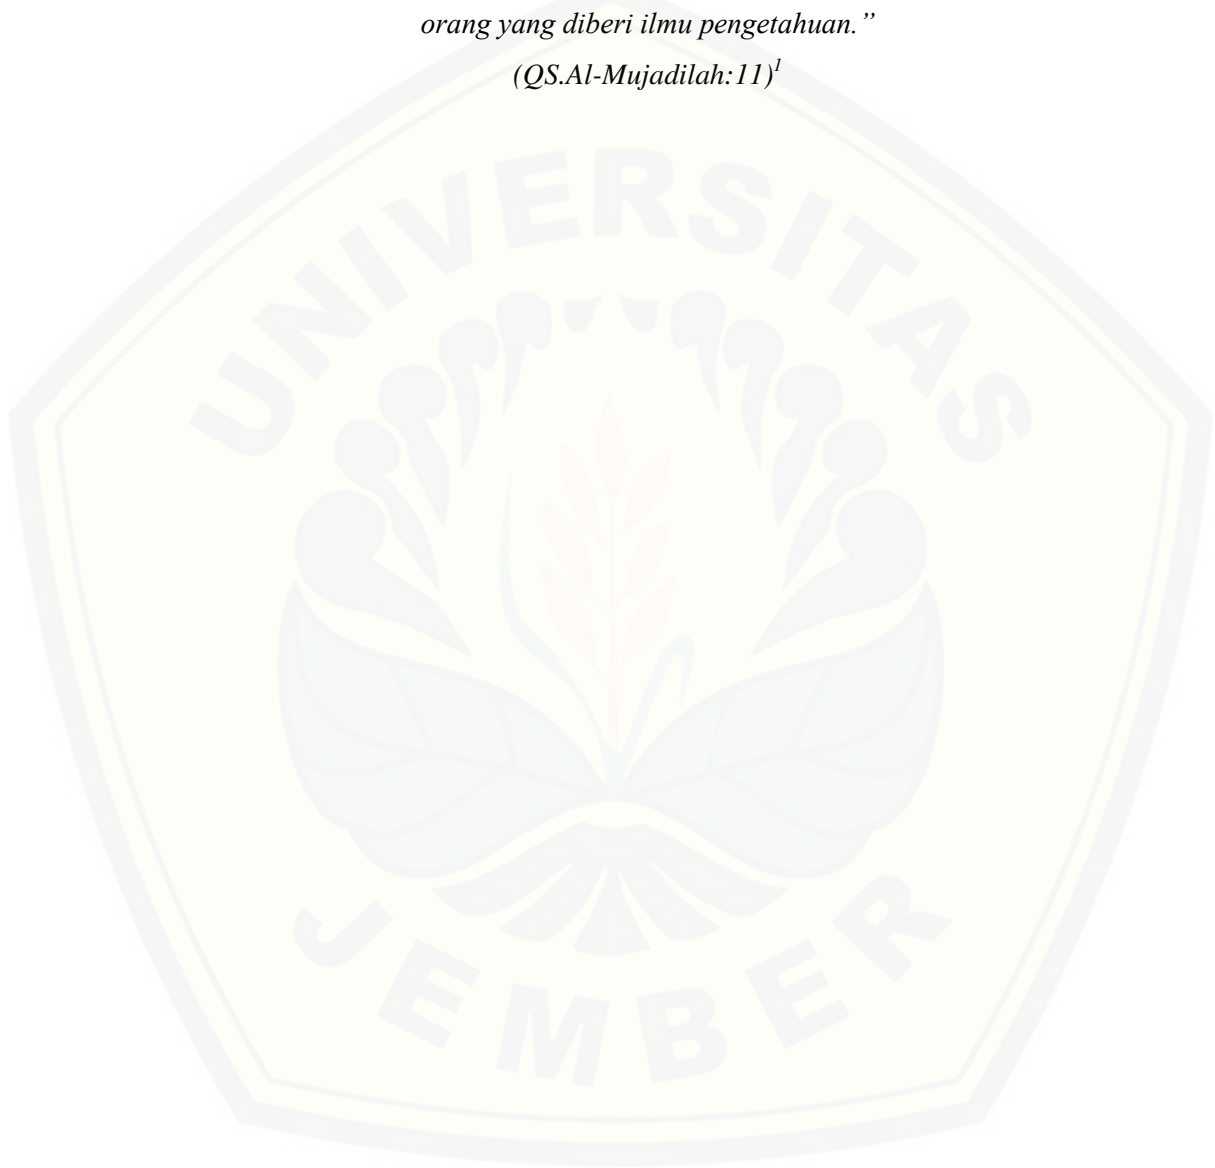 orang yang diberi ilmu pengetahuan.”
(QS.Al-Mujadilah:11)1
UNIVERSITAS
JEMBER